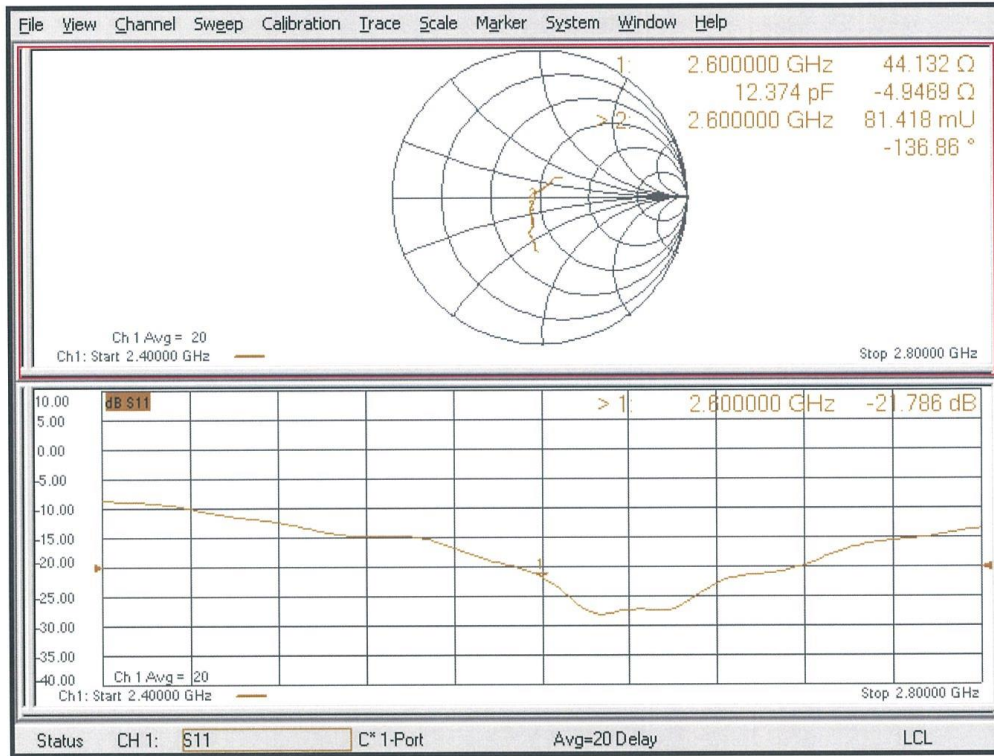 File View Channel Sweep Calibration Trace Scale Marker System Window Help
1: 2.600000 GHz 44.132 Ω
12.374 pF -4.9469 Ω
> 2: 2.600000 GHz 81.418 mU
-136.86 °
Ch 1 Avg = 20
Ch1: Start 2.40000 GHz
Stop 2.80000 GHz
10.00 dB S11 > 1: 2.600000 GHz -21.786 dB
5.00
0.00
-5.00
-10.00
-15.00
-20.00
1
-25.00
-30.00
-35.00
-40.00
Ch 1 Avg = 20
Ch1: Start 2.40000 GHz
Stop 2.80000 GHz
Status CH 1: S11 C* 1-Port Avg=20 Delay LCL